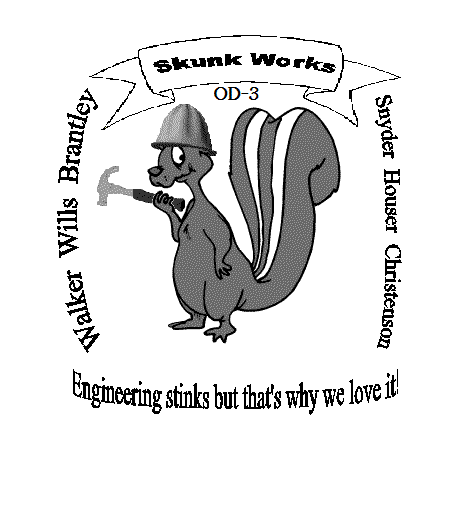 Skunk Works
OD-3
Walker Wills Brantley
Snyder Houser Christenson
Engineering stinks but that's why we love it!